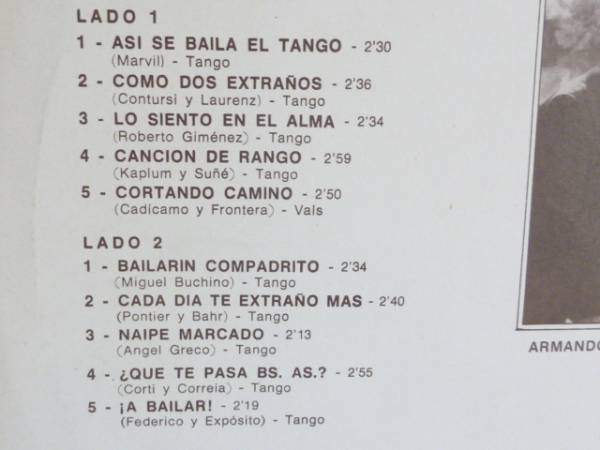 LADO 1
1 - ASI SE BAILA EL TANGO - 2'30
(Marvil) - Tango
2 - COMO DOS EXTRAÑOS - 2'36
(Contursi y Laurenz) - Tango
3 - LO SIENTO EN EL ALMA - 2'34
(Roberto Giménez) - Tango
4 - CANCION DE RANGO - 2'59
(Kaplum y Suñé) - Tango
5 - CORTANDO CAMINO - 2'50
(Cadícamo y Frontera) - Vals
LADO 2
1 - BAILARIN COMPADRITO - 2'34
(Miguel Buchino) - Tango
2 - CADA DIA TE EXTRAÑO MAS - 2'40
(Pontier y Bahr) - Tango
3 - NAIPE MARCADO - 2'13
(Angel Greco) - Tango
4 - ¿QUE TE PASA BS. AS.? - 2'55
(Corti y Correia) - Tango
5 - ¡A BAILAR! - 2'19
(Federico y Expósito) - Tango
ARMANDO